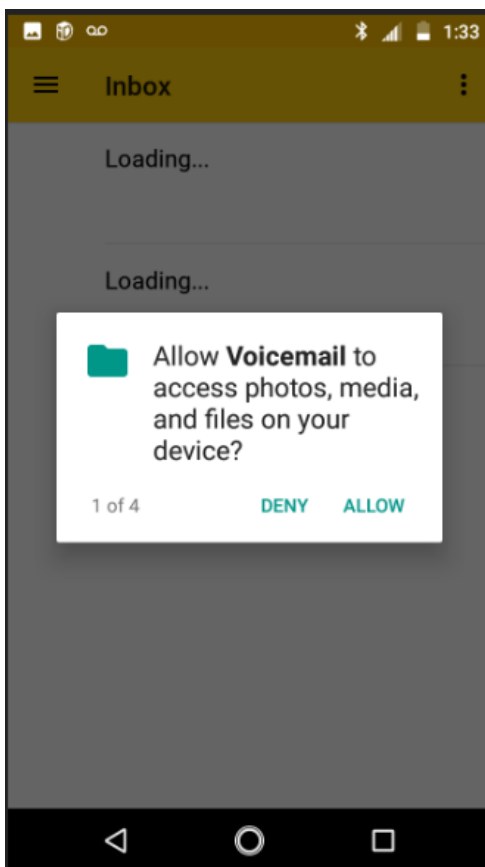 1:33
Inbox
Loading...
Loading...
Allow Voicemail to
access photos, media,
and files on your
device?
1 of 4 DENY ALLOW